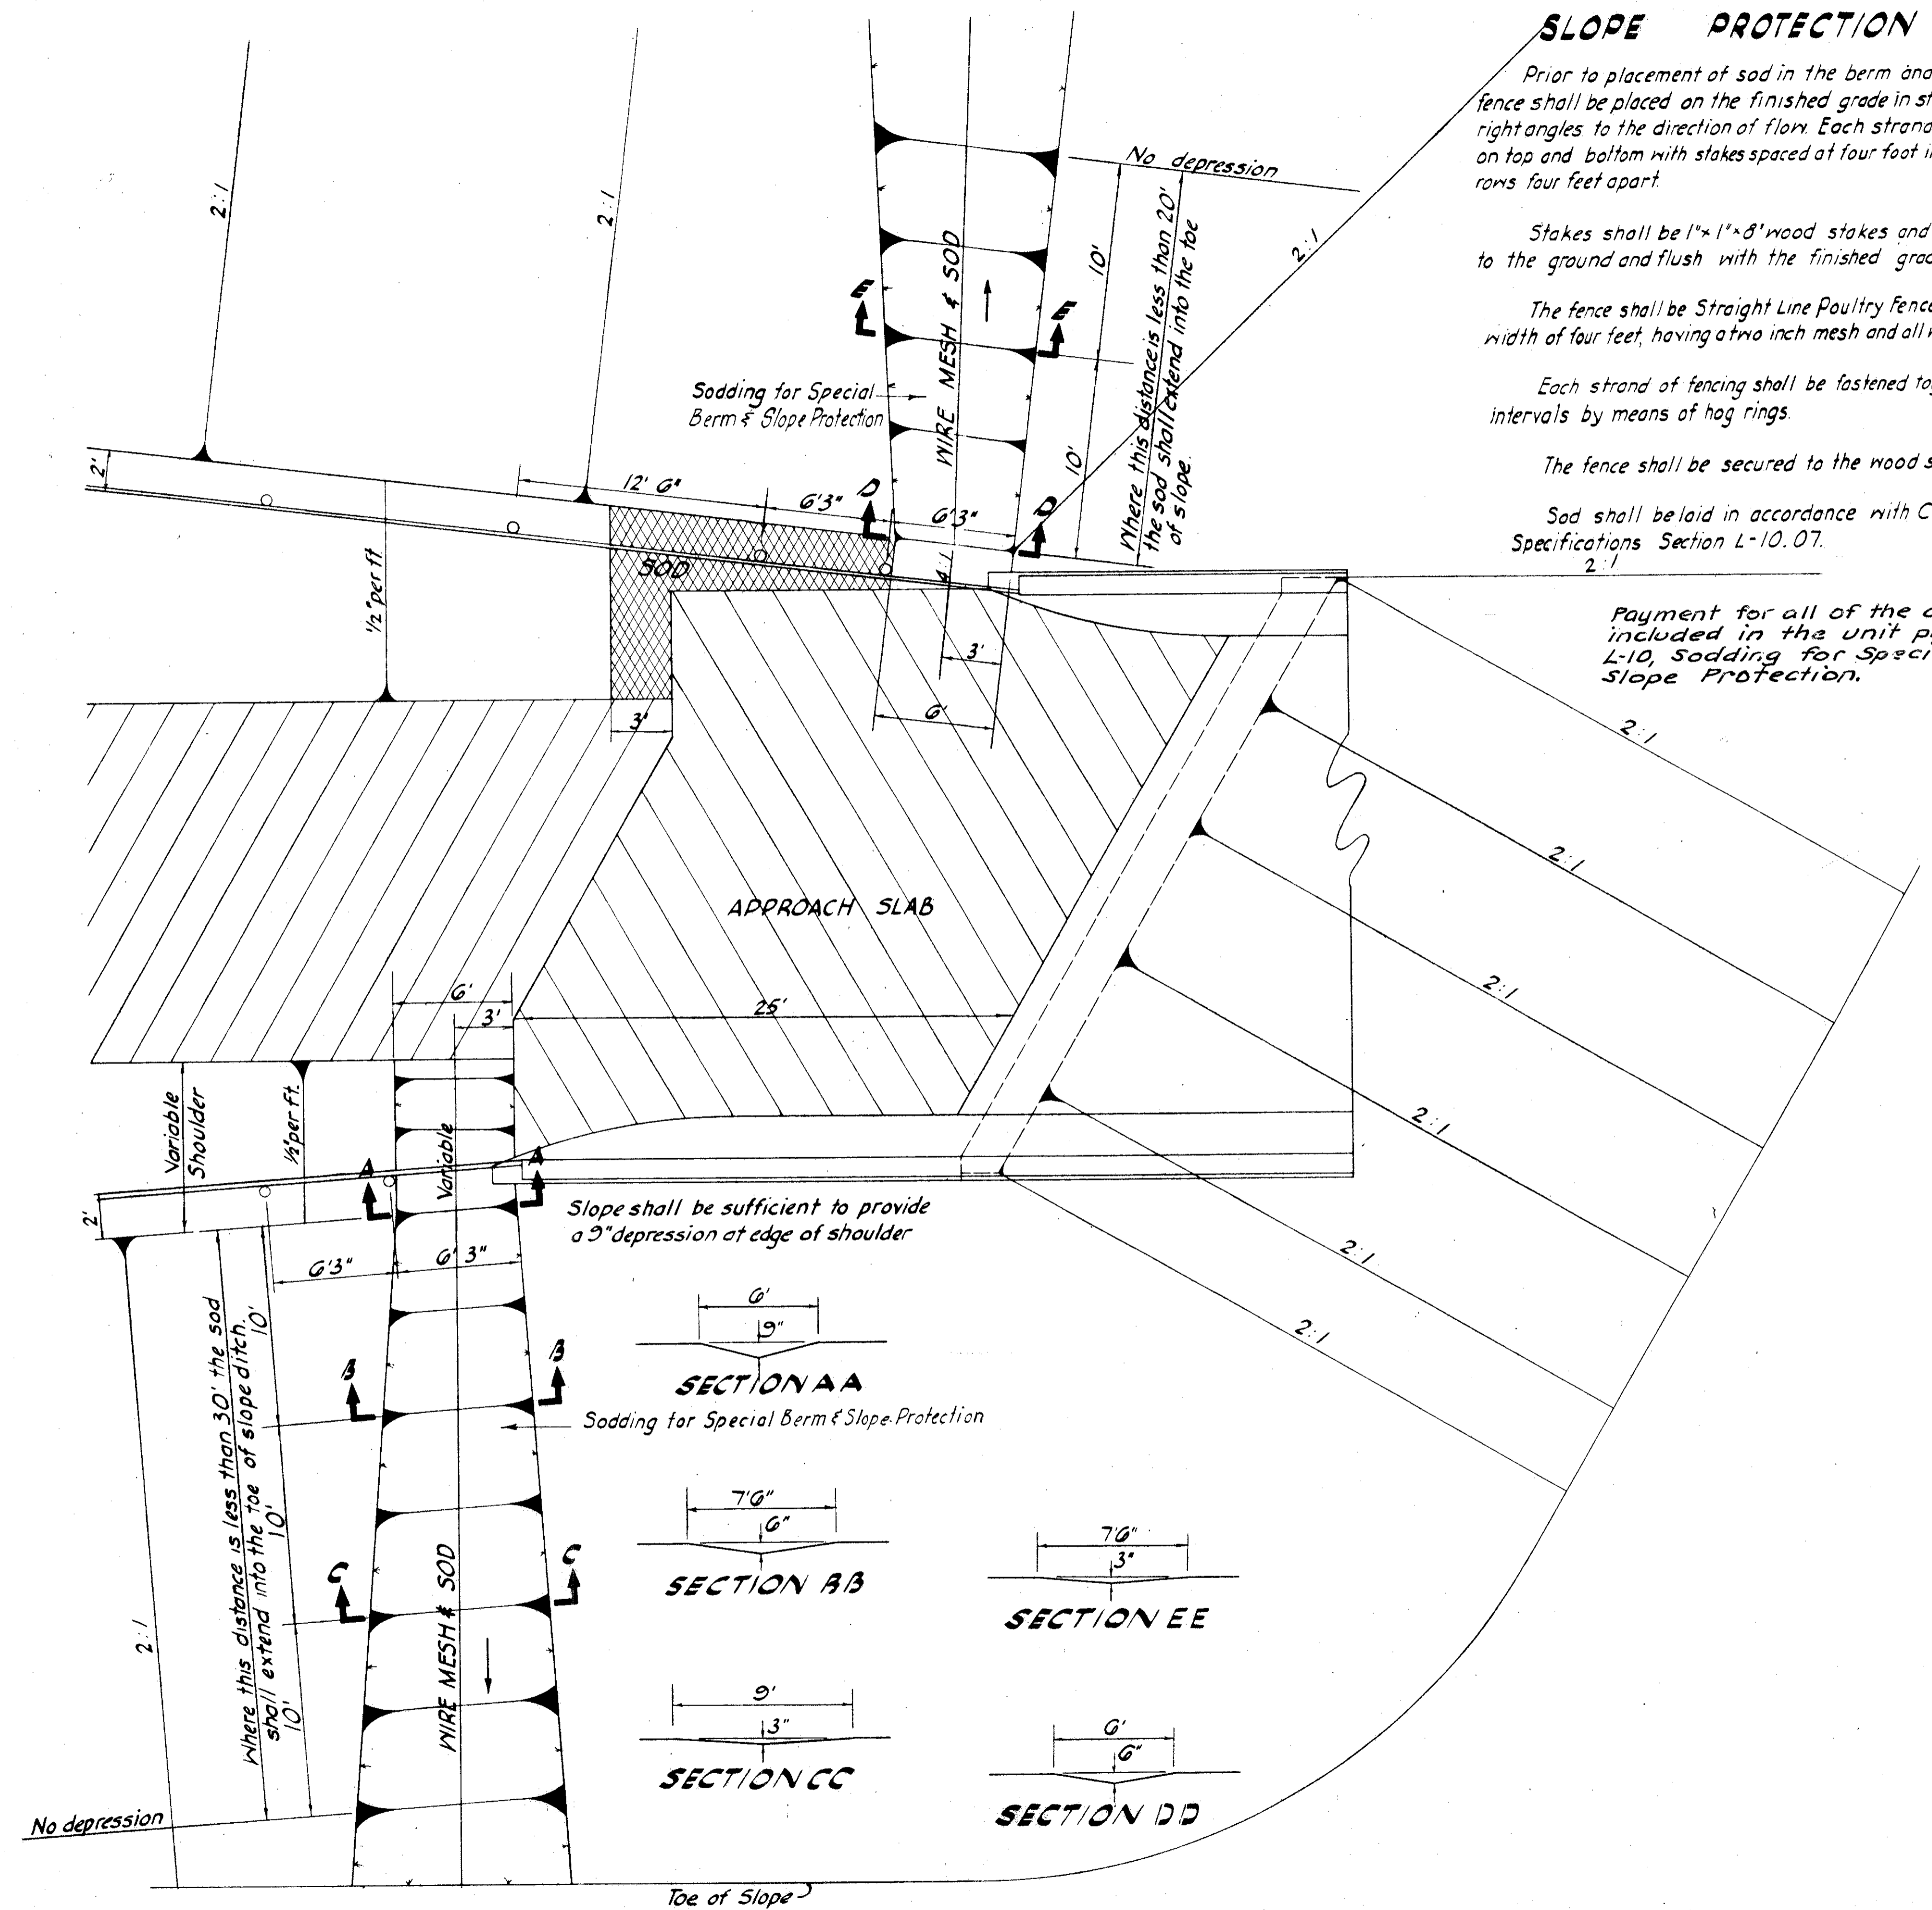 SLOPE PROTECTION
Prior to placement of sod in the berm and
fence shall be placed on the finished grade in
right angles to the direction of flow. Each strand
on top and bottom with stakes spaced at four foot
rows four feet apart.
Stakes shall be 1"x 1"x 8" wood stakes and
to the ground and flush with the finished
The fence shall be Straight Line Poultry Fence
width of four feet, having a two inch mesh and all
Each strand of fencing shall be fastened
intervals by means of hog rings.
The fence shall be secured to the wood
Sod shall be laid in accordance with
Specifications Section L-10.07.
2:1
Payment for all of the
included in the unit
L-10, Sodding for
Slope Protection.
2:1
2:1
2:1
No depression
10'
10'
Where this distance is less than 20'
the sod shall extend into the toe
of slope.
WIRE MESH & SOD
E
E
Sodding for Special
Berm & Slope Protection
2'
12' 6"
6'3"
6'3"
D
D
SOD
4:1
1/2" per ft.
3'
6'
3'
2:1
2:1
2:1
2:1
2:1
2:1
APPROACH SLAB
6'
3'
25'
Variable
Shoulder
1/2" per ft.
Variable
A
A
2'
Slope shall be sufficient to provide
a 9" depression at edge of shoulder
6'3"
6' 3"
Where this distance is less than 30' the sod
shall extend into the toe of slope ditch.
10'
10'
10'
2:1
B
B
C
C
WIRE MESH & SOD
6'
9"
SECTION AA
Sodding for Special Berm & Slope Protection
7'6"
6"
SECTION BB
7'6"
3"
SECTION EE
9'
3"
SECTION CC
6'
6"
SECTION DD
No depression
Toe of Slope